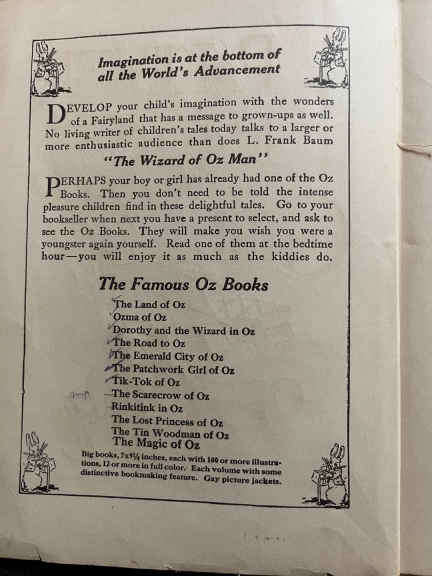 Imagination is at the bottom of
all the World's Advancement
DEVELOP your child's imagination with the wonders
of a Fairyland that has a message to grown-ups as well.
No living writer of children's tales today talks to a larger or
more enthusiastic audience than does L. Frank Baum
"The Wizard of Oz Man"
PERHAPS your boy or girl has already had one of the Oz
Books. Then you don't need to be told the intense
pleasure children find in these delightful tales. Go to your
bookseller when next you have a present to select, and ask to
see the Oz Books. They will make you wish you were a
youngster again yourself. Read one of them at the bedtime
hour—you will enjoy it as much as the kiddies do.
The Famous Oz Books
The Land of Oz
Ozma of Oz
Dorothy and the Wizard in Oz
The Road to Oz
The Emerald City of Oz
The Patchwork Girl of Oz
Tik-Tok of Oz
The Scarecrow of Oz
Rinkitink in Oz
The Lost Princess of Oz
The Tin Woodman of Oz
The Magic of Oz
Big books, 7x9¼ inches, each with 100 or more illustra-
tions, 12 or more in full color. Each volume with some
distinctive bookmaking feature. Gay picture jackets.